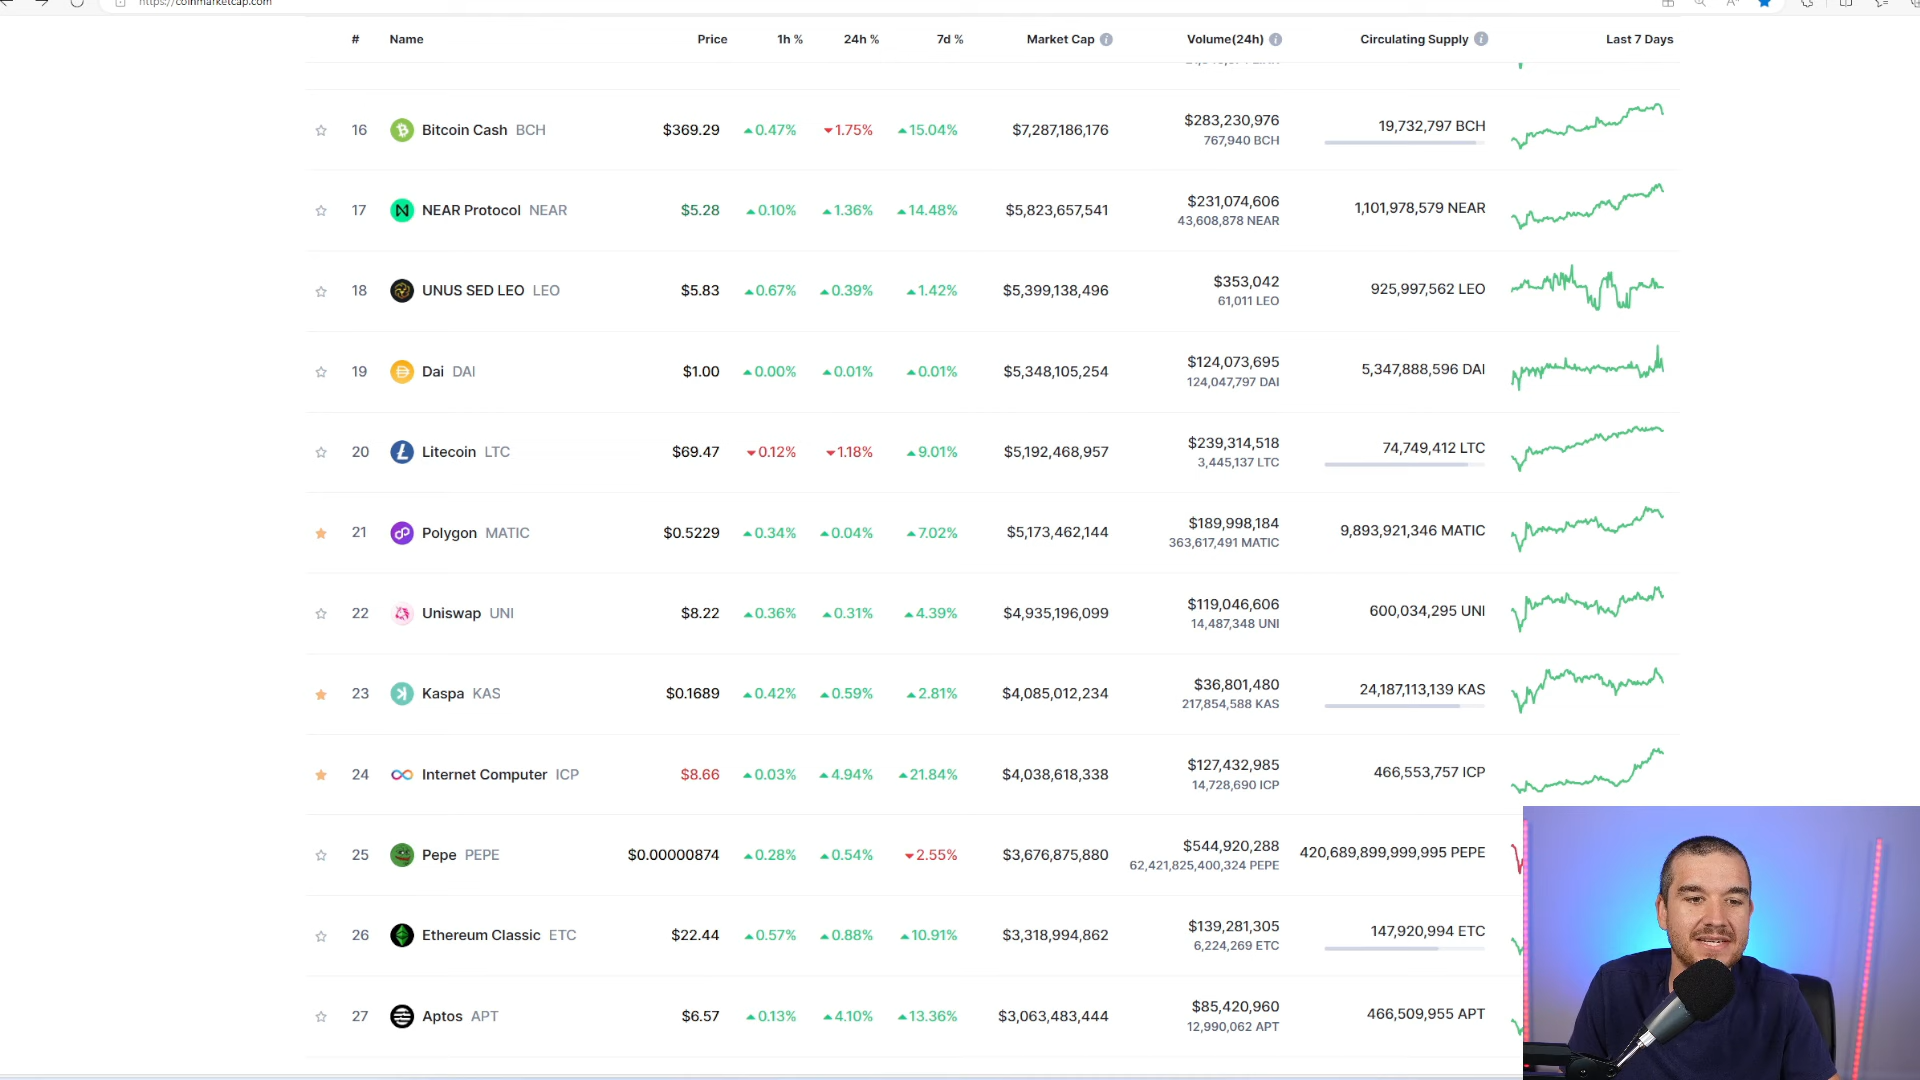 https://coinmarketcap.com
# Name Price 1h % 24h % 7d % Market Cap Volume(24h) Circulating Supply Last 7 Days
16 Bitcoin Cash BCH $369.29 0.47% 1.75% 15.04% $7,287,186,176 $283,230,976 19,732,797 BCH
767,940 BCH
17 NEAR Protocol NEAR $5.28 0.10% 1.36% 14.48% $5,823,657,541 $231,074,606 1,101,978,579 NEAR
43,608,878 NEAR
18 UNUS SED LEO LEO $5.83 0.67% 0.39% 1.42% $5,399,138,496 $353,042 925,997,562 LEO
61,011 LEO
19 Dai DAI $1.00 0.00% 0.01% 0.01% $5,348,105,254 $124,073,695 5,347,888,596 DAI
124,047,797 DAI
20 Litecoin LTC $69.47 0.12% 1.18% 9.01% $5,192,468,957 $239,314,518 74,749,412 LTC
3,445,137 LTC
21 Polygon MATIC $0.5229 0.34% 0.04% 7.02% $5,173,462,144 $189,998,184 9,893,921,346 MATIC
363,617,491 MATIC
22 Uniswap UNI $8.22 0.36% 0.31% 4.39% $4,935,196,099 $119,046,606 600,034,295 UNI
14,487,348 UNI
23 Kaspa KAS $0.1689 0.42% 0.59% 2.81% $4,085,012,234 $36,801,480 24,187,113,139 KAS
217,854,588 KAS
24 Internet Computer ICP $8.66 0.03% 4.94% 21.84% $4,038,618,338 $127,432,985 466,553,757 ICP
14,728,690 ICP
25 Pepe PEPE $0.00000874 0.28% 0.54% 2.55% $3,676,875,880 $544,920,288 420,689,899,999,995 PEPE
62,421,825,400,324 PEPE
26 Ethereum Classic ETC $22.44 0.57% 0.88% 10.91% $3,318,994,862 $139,281,305 147,920,994 ETC
6,224,269 ETC
27 Aptos APT $6.57 0.13% 4.10% 13.36% $3,063,483,444 $85,420,960 466,509,955 APT
12,990,062 APT